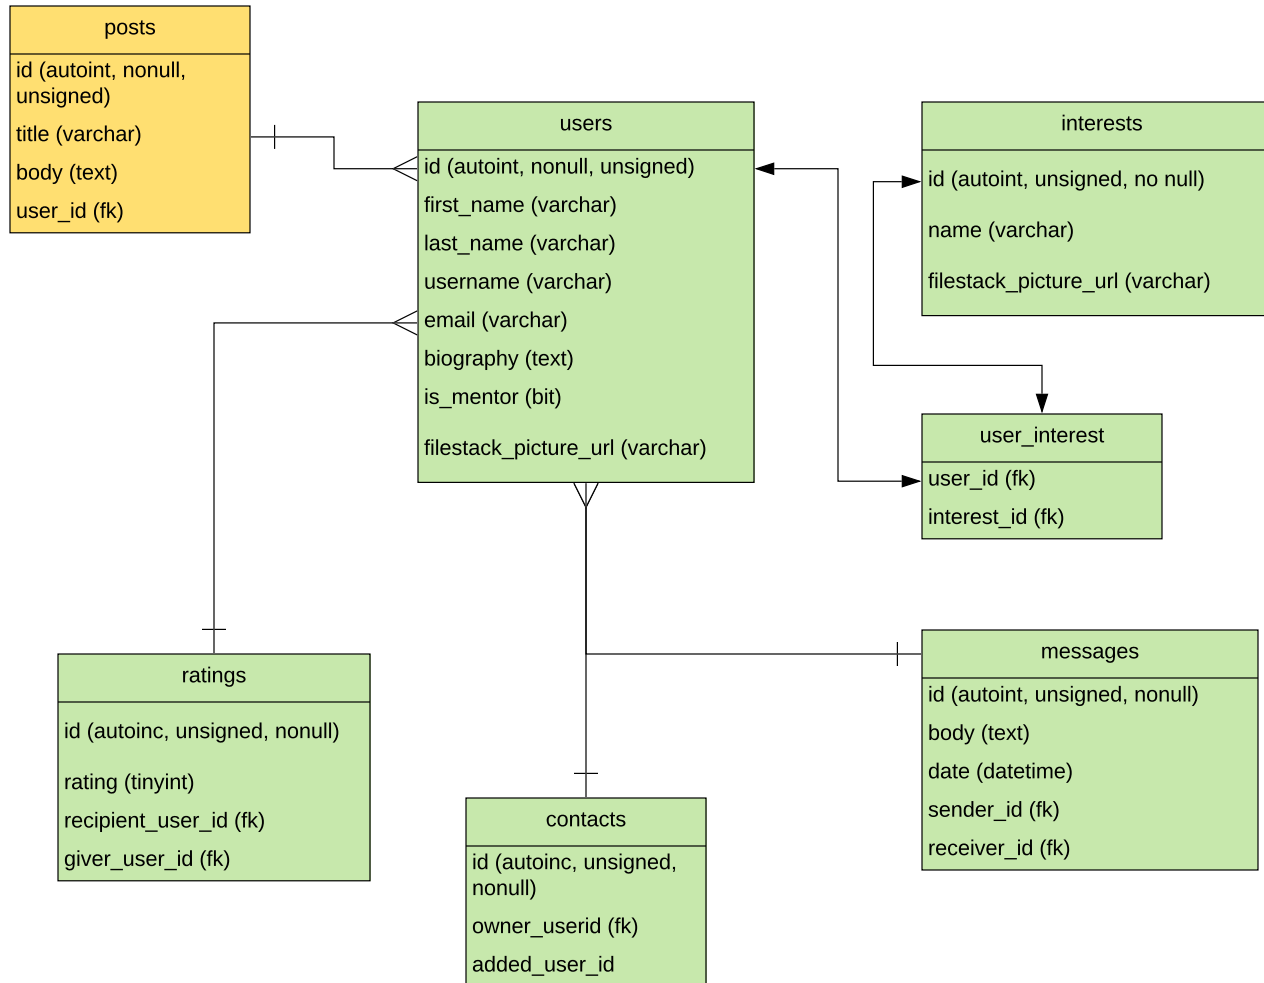 posts
id (autoint, nonull,
unsigned)
title (varchar)
body (text)
user_id (fk)
users
id (autoint, nonull, unsigned)
first_name (varchar)
last_name (varchar)
username (varchar)
email (varchar)
biography (text)
is_mentor (bit)
filestack_picture_url (varchar)
interests
id (autoint, unsigned, no null)
name (varchar)
filestack_picture_url (varchar)
user_interest
user_id (fk)
interest_id (fk)
ratings
id (autoinc, unsigned, nonull)
rating (tinyint)
recipient_user_id (fk)
giver_user_id (fk)
contacts
id (autoinc, unsigned,
nonull)
owner_userid (fk)
added_user_id
messages
id (autoint, unsigned, nonull)
body (text)
date (datetime)
sender_id (fk)
receiver_id (fk)